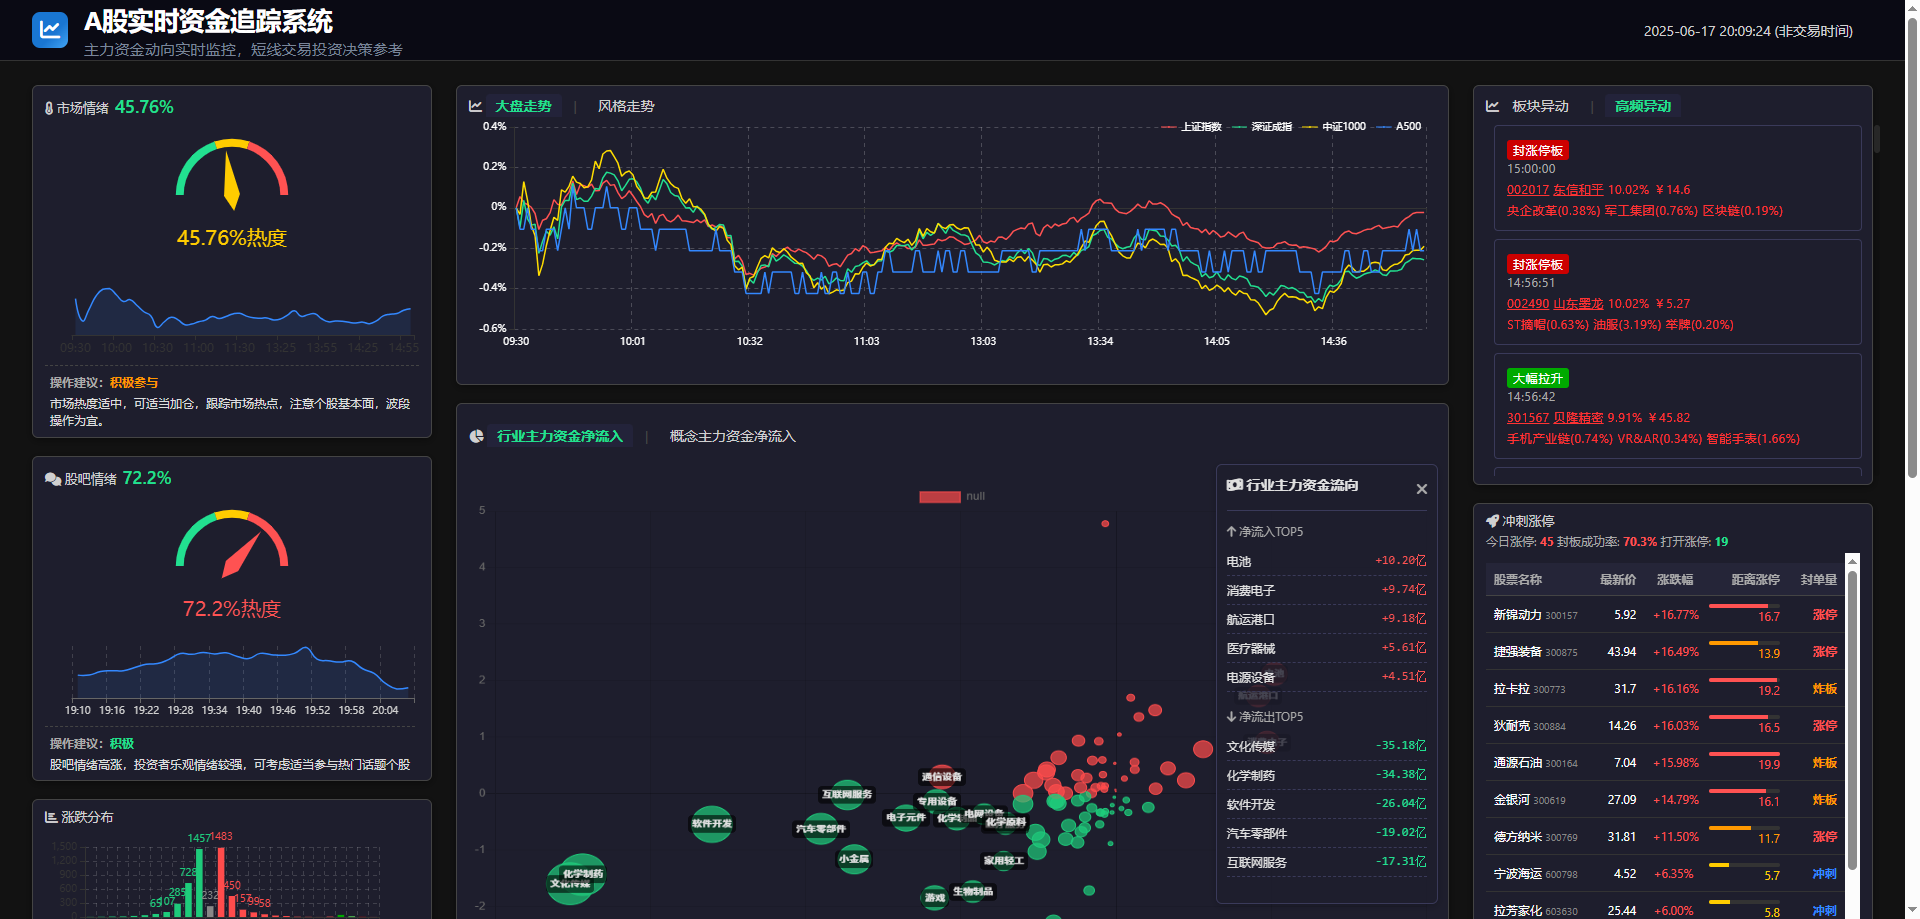 A股实时资金追踪系统
主力资金动向实时监控，短线交易投资决策参考
2025-06-17 20:09:24 (非交易时间)
市场情绪 45.76%
45.76%热度
09:30 10:00 10:30 11:00 11:30 13:25 13:55 14:25 14:55
操作建议：积极参与
市场热度适中，可适当加仓，跟踪市场热点，注意个股基本面，波段
操作为宜。
股吧情绪 72.2%
72.2%热度
19:10 19:16 19:22 19:28 19:34 19:40 19:46 19:52 19:58 20:04
操作建议：积极
股吧情绪高涨，投资者乐观情绪较强，可考虑适当参与热门话题个股
涨跌分布
1457 1483
1,500
1,200
900
600
300
728
450
285
232
157
107
99
65
58
大盘走势 | 风格走势
上证指数 深证成指 中证1000 A500
0.4%
0.2%
0%
-0.2%
-0.4%
-0.6%
09:30 10:01 10:32 11:03 13:03 13:34 14:05 14:36
行业主力资金净流入 | 概念主力资金净流入
null
5
4
3
2
1
0
-1
-2
通信设备
互联网服务
专用设备
电子元件
电网设备
化学原料
软件开发
汽车零部件
小金属
家用轻工
化学制药
文化传媒
生物制品
游戏
行业主力资金流向
净流入TOP5
电池 +10.20亿
消费电子 +9.74亿
航运港口 +9.18亿
医疗器械 +5.61亿
电源设备 +4.51亿
航运港口
净流出TOP5
文化传媒 -35.18亿
化学制药 -34.38亿
软件开发 -26.04亿
汽车零部件 -19.02亿
互联网服务 -17.31亿
板块异动 | 高频异动
封涨停板
15:00:00
002017 东信和平 10.02% ￥14.6
央企改革(0.38%) 军工集团(0.76%) 区块链(0.19%)
封涨停板
14:56:51
002490 山东墨龙 10.02% ￥5.27
ST摘帽(0.63%) 油服(3.19%) 举牌(0.20%)
大幅拉升
14:56:42
301567 贝隆精密 9.91% ￥45.82
手机产业链(0.74%) VR&AR(0.34%) 智能手表(1.66%)
冲刺涨停
今日涨停: 45 封板成功率: 70.3% 打开涨停: 19
股票名称 最新价 涨跌幅 距离涨停 封单量
新锦动力 300157 5.92 +16.77% 16.7 涨停
捷强装备 300875 43.94 +16.49% 13.9 涨停
拉卡拉 300773 31.7 +16.16% 19.2 炸板
狄耐克 300884 14.26 +16.03% 16.5 涨停
通源石油 300164 7.04 +15.98% 19.9 炸板
金银河 300619 27.09 +14.79% 16.1 炸板
德方纳米 300769 31.81 +11.50% 11.7 涨停
宁波海运 600798 4.52 +6.35% 5.7 冲刺
拉芳家化 603630 25.44 +6.00% 5.8 冲刺